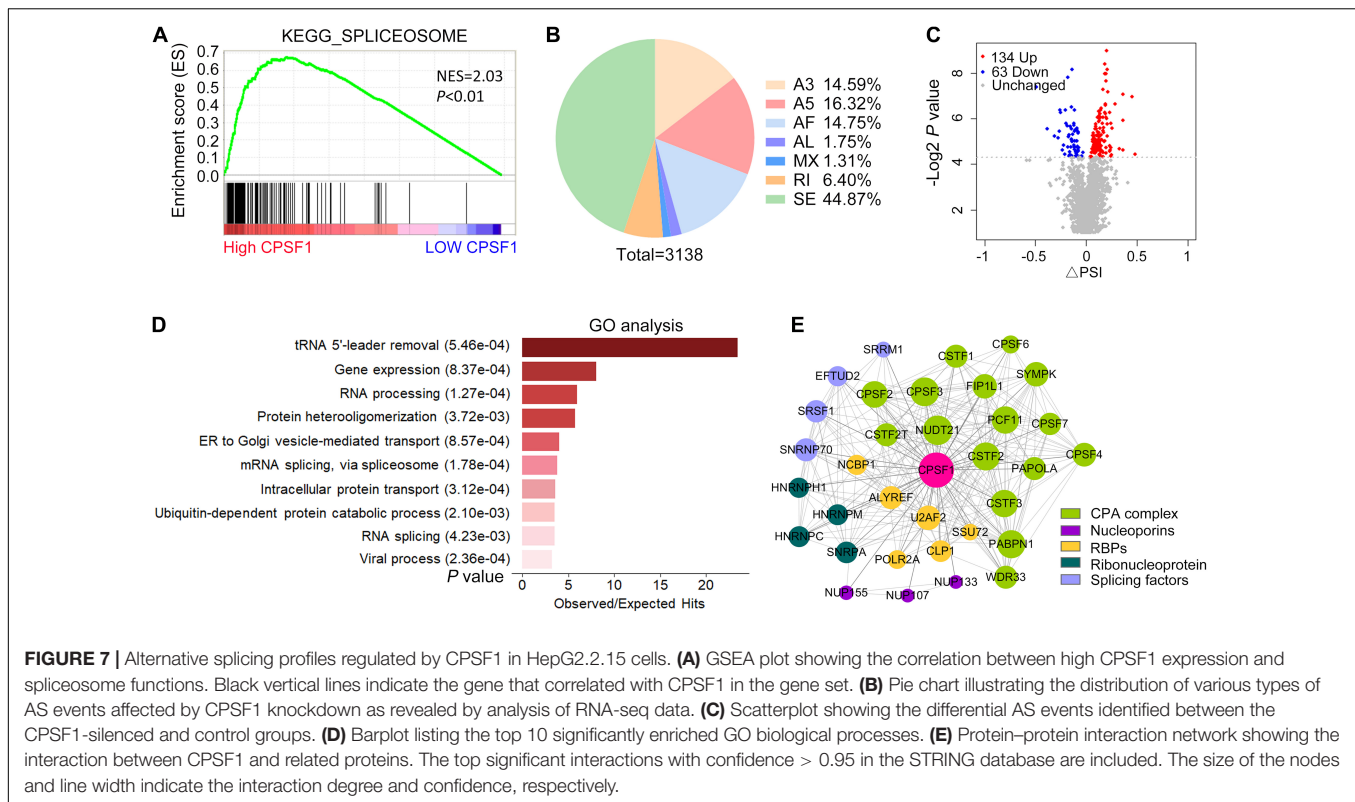 A
KEGG_SPLICEOSOME
Enrichment score (ES)
0.7
0.6
0.5
0.4
0.3
0.2
0.1
0.0
NES=2.03
P<0.01
High CPSF1
LOW CPSF1
B
A3 14.59%
A5 16.32%
AF 14.75%
AL 1.75%
MX 1.31%
RI 6.40%
SE 44.87%
Total=3138
C
134 Up
63 Down
Unchanged
-Log2 P value
8
6
4
2
-1
-0.5
0
0.5
1
△PSI
D
GO analysis
tRNA 5'-leader removal (5.46e-04)
Gene expression (8.37e-04)
RNA processing (1.27e-04)
Protein heterooligomerization (3.72e-03)
ER to Golgi vesicle-mediated transport (8.57e-04)
mRNA splicing, via spliceosome (1.78e-04)
Intracellular protein transport (3.12e-04)
Ubiquitin-dependent protein catabolic process (2.10e-03)
RNA splicing (4.23e-03)
Viral process (2.36e-04)
P value
0
5
10
15
20
Observed/Expected Hits
E
SRRM1
CSTF1
CPSF6
EFTUD2
CPSF2
CPSF3
FIP1L1
SYMPK
SRSF1
CSTF2T
NUDT21
PCF11
CPSF7
SNRNP70
NCBP1
CPSF1
CSTF2
PAPOLA
CPSF4
HNRNPH1
ALYREF
CSTF3
HNRNPM
U2AF2
HNRNPC
SNRPA
SSU72
PABPN1
POLR2A
CLP1
WDR33
NUP155
NUP107
NUP133
CPA complex
Nucleoporins
RBPs
Ribonucleoprotein
Splicing factors
FIGURE 7 | Alternative splicing profiles regulated by CPSF1 in HepG2.2.15 cells. (A) GSEA plot showing the correlation between high CPSF1 expression and
spliceosome functions. Black vertical lines indicate the gene that correlated with CPSF1 in the gene set. (B) Pie chart illustrating the distribution of various types of
AS events affected by CPSF1 knockdown as revealed by analysis of RNA-seq data. (C) Scatterplot showing the differential AS events identified between the
CPSF1-silenced and control groups. (D) Barplot listing the top 10 significantly enriched GO biological processes. (E) Protein–protein interaction network showing the
interaction between CPSF1 and related proteins. The top significant interactions with confidence > 0.95 in the STRING database are included. The size of the nodes
and line width indicate the interaction degree and confidence, respectively.